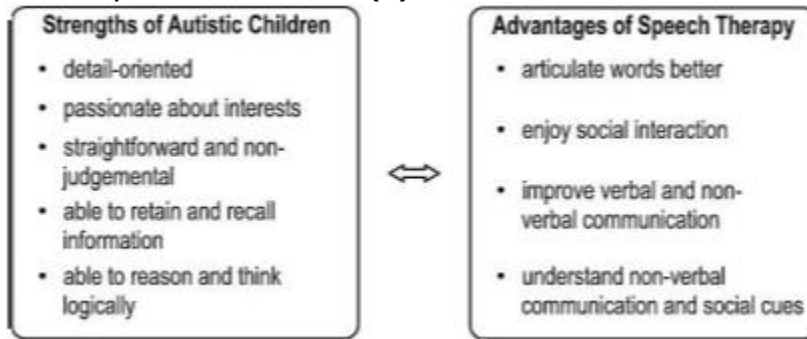 Strengths of Autistic Children
• detail-oriented
• passionate about interests
• straightforward and non-
judgemental
• able to retain and recall
information
• able to reason and think
logically
Advantages of Speech Therapy
• articulate words better
• enjoy social interaction
• improve verbal and non-
verbal communication
• understand non-verbal
communication and social cues